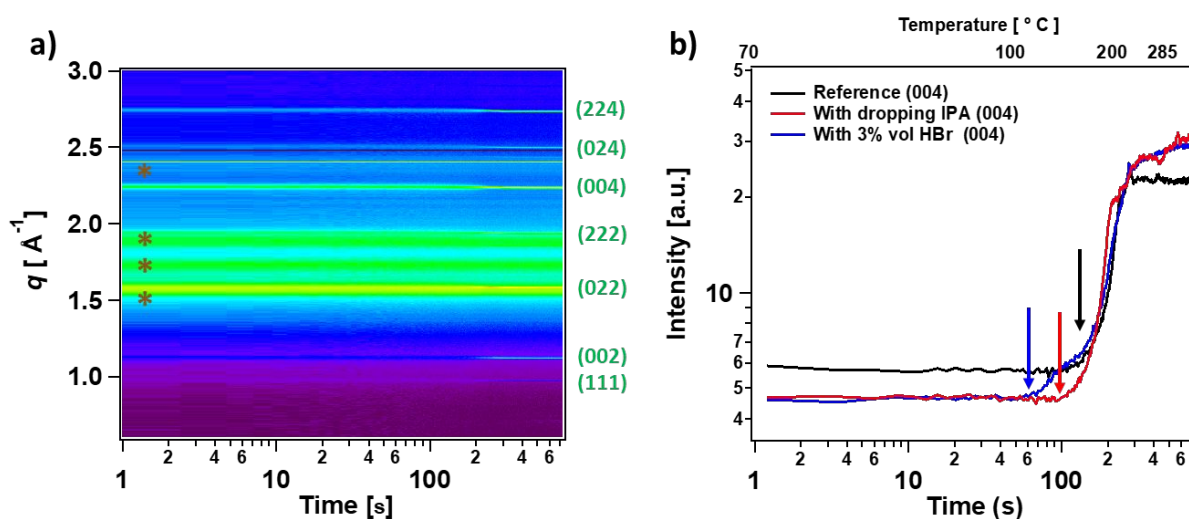 a)
3.0
2.5
2.0
1.5
1.0
q [ Å-1]
*
*
*
*
(224)
(024)
(004)
(222)
(022)
(002)
(111)
1 2 4 6 10 2 4 6 100 2 4 6
Time [s]
b)
Temperature [ ° C]
70 100 200 285
Reference (004)
With dropping IPA (004)
With 3% vol HBr (004)
5
4
3
2
10
7
6
5
4
Intensity [a.u.]
1 2 4 6 10 2 4 6 100 2 4 6
Time (s)